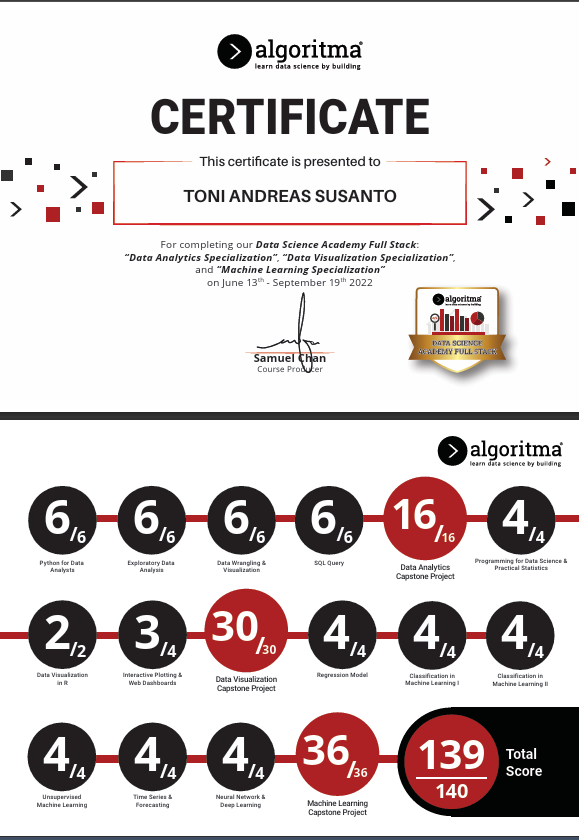 algoritma
learn data science by building
CERTIFICATE
This certificate is presented to
TONI ANDREAS SUSANTO
For completing our Data Science Academy Full Stack:
“Data Analytics Specialization”, “Data Visualization Specialization”,
and “Machine Learning Specialization”
on June 13th - September 19th 2022
Samuel Chan
Course Producer
algoritma
learn data science by building
DATA SCIENCE
ACADEMY FULL STACK
algoritma
learn data science by building
6/6
6/6
6/6
6/6
16/16
4/4
Python for Data
Analysts
Exploratory Data
Analysis
Data Wrangling &
Visualization
SQL Query
Data Analytics
Capstone Project
Programming for Data Science &
Practical Statistics
2/2
3/4
30/30
4/4
4/4
4/4
Data Visualization
in R
Interactive Plotting &
Web Dashboards
Data Visualization
Capstone Project
Regression Model
Classification in
Machine Learning I
Classification in
Machine Learning II
4/4
4/4
4/4
36/36
139
140
Total
Score
Unsupervised
Machine Learning
Time Series &
Forecasting
Neural Network &
Deep Learning
Machine Learning
Capstone Project